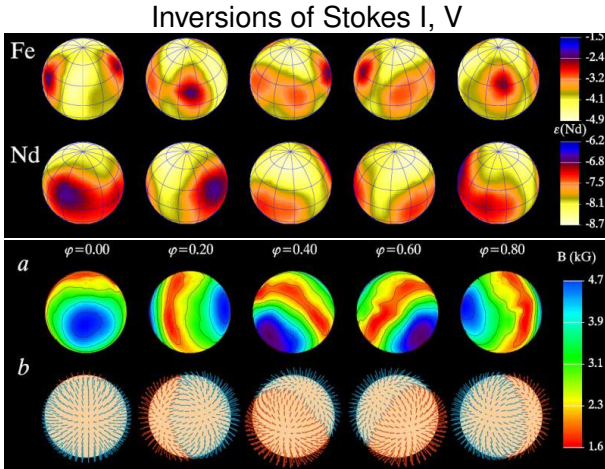 Inversions of Stokes I, V
Fe
-1.5
-2.4
-3.2
-4.1
-4.9
ε(Nd)
Nd
-6.2
-6.8
-7.5
-8.1
-8.7
φ=0.00 φ=0.20 φ=0.40 φ=0.60 φ=0.80 B (kG)
a
4.7
3.9
3.1
2.4
1.6
b